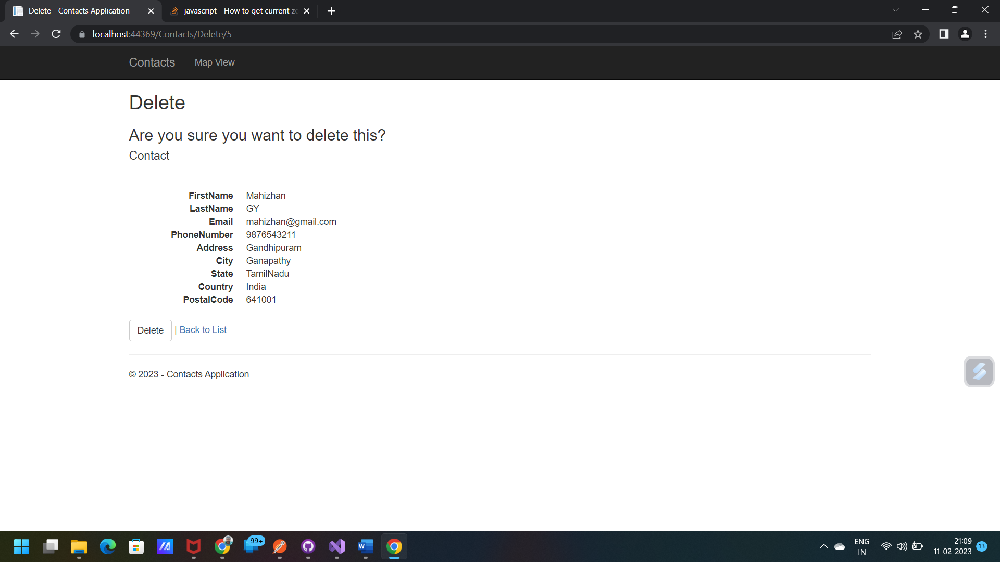 Delete - Contacts Application
javascript - How to get current
localhost:44369/Contacts/Delete/5
Contacts Map View
Delete
Are you sure you want to delete this?
Contact
FirstName Mahizhan
LastName GY
Email mahizhan@gmail.com
PhoneNumber 9876543211
Address Gandhipuram
City Ganapathy
State TamilNadu
Country India
PostalCode 641001
Delete | Back to List
© 2023 - Contacts Application
99+
ENG
IN
21:09
11-02-2023
13